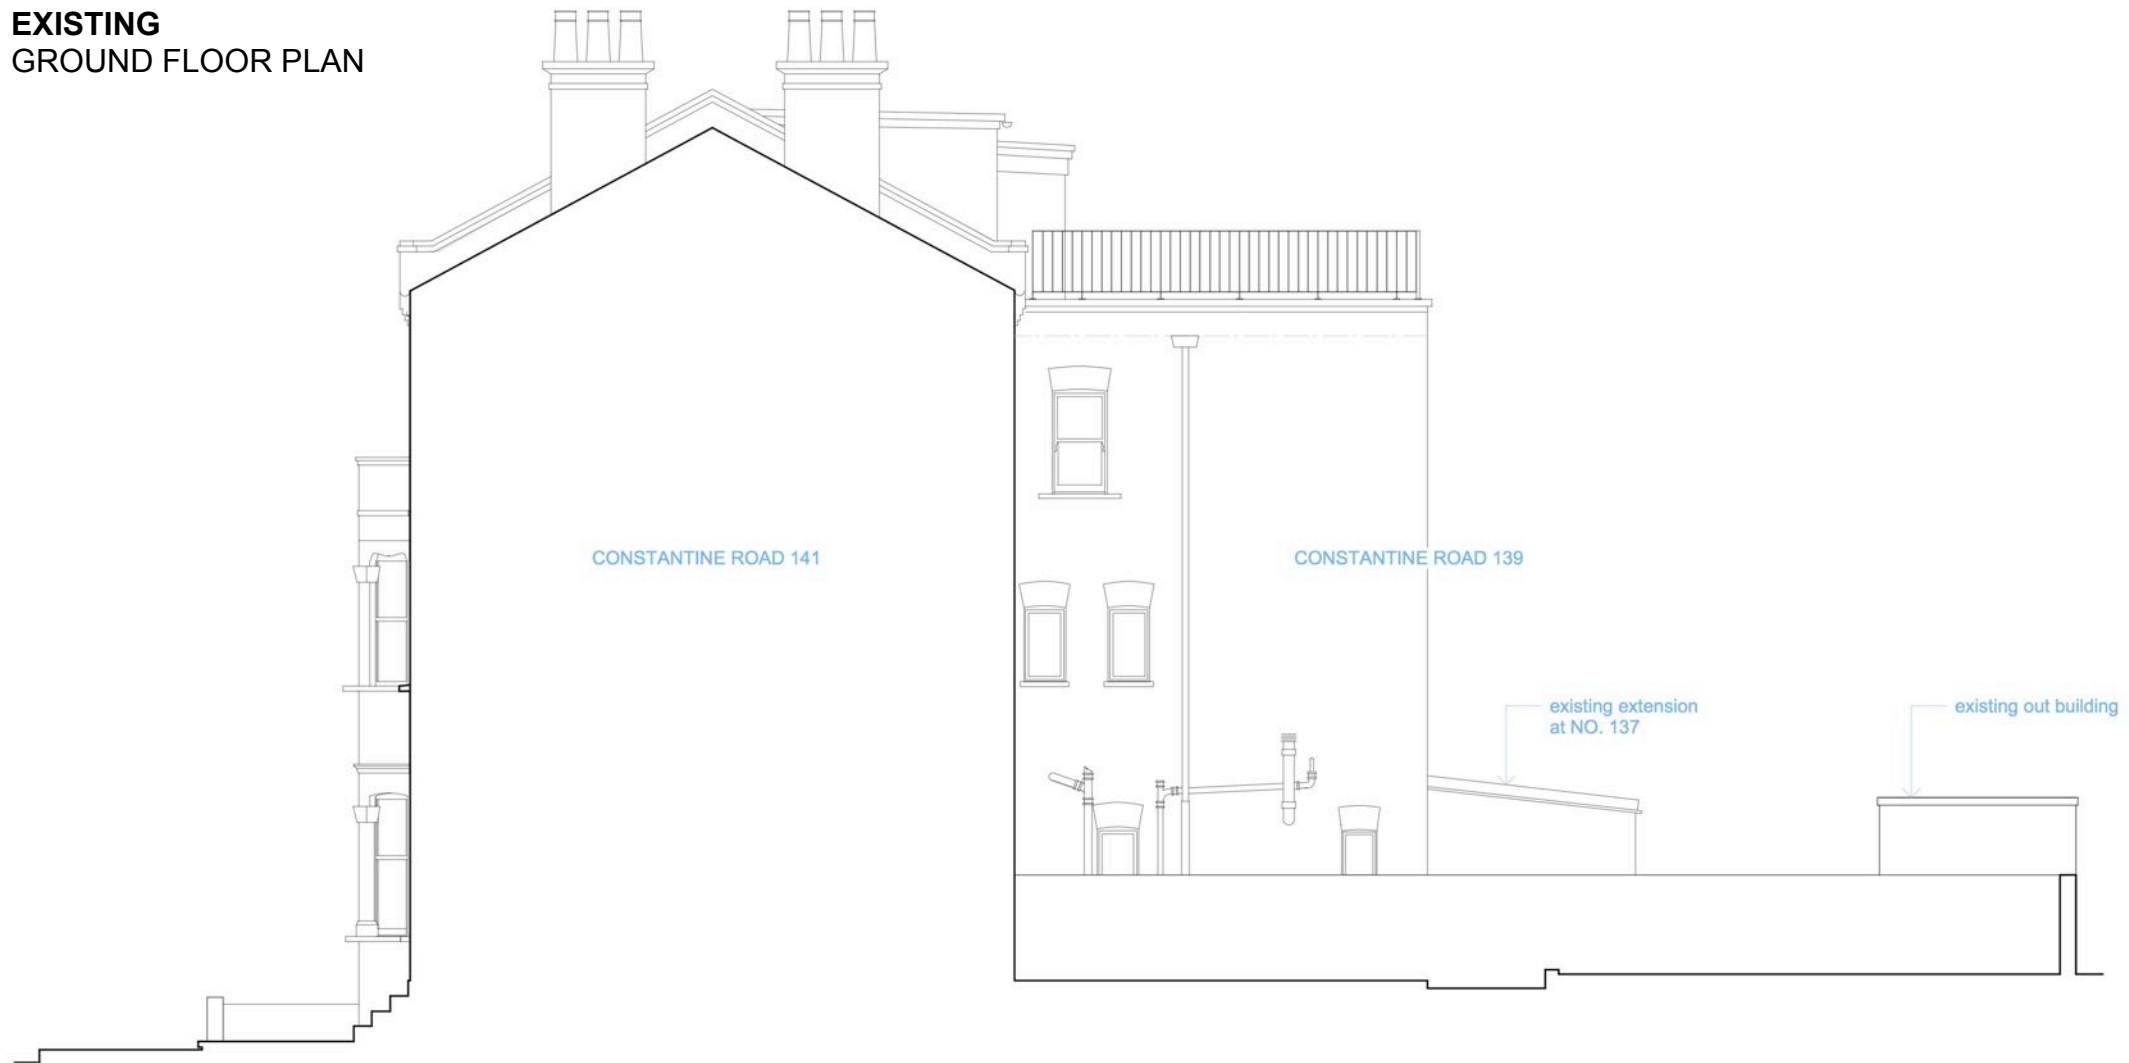 EXISTING
GROUND FLOOR PLAN
CONSTANTINE ROAD 141
CONSTANTINE ROAD 139
existing extension
at NO. 137
existing out building